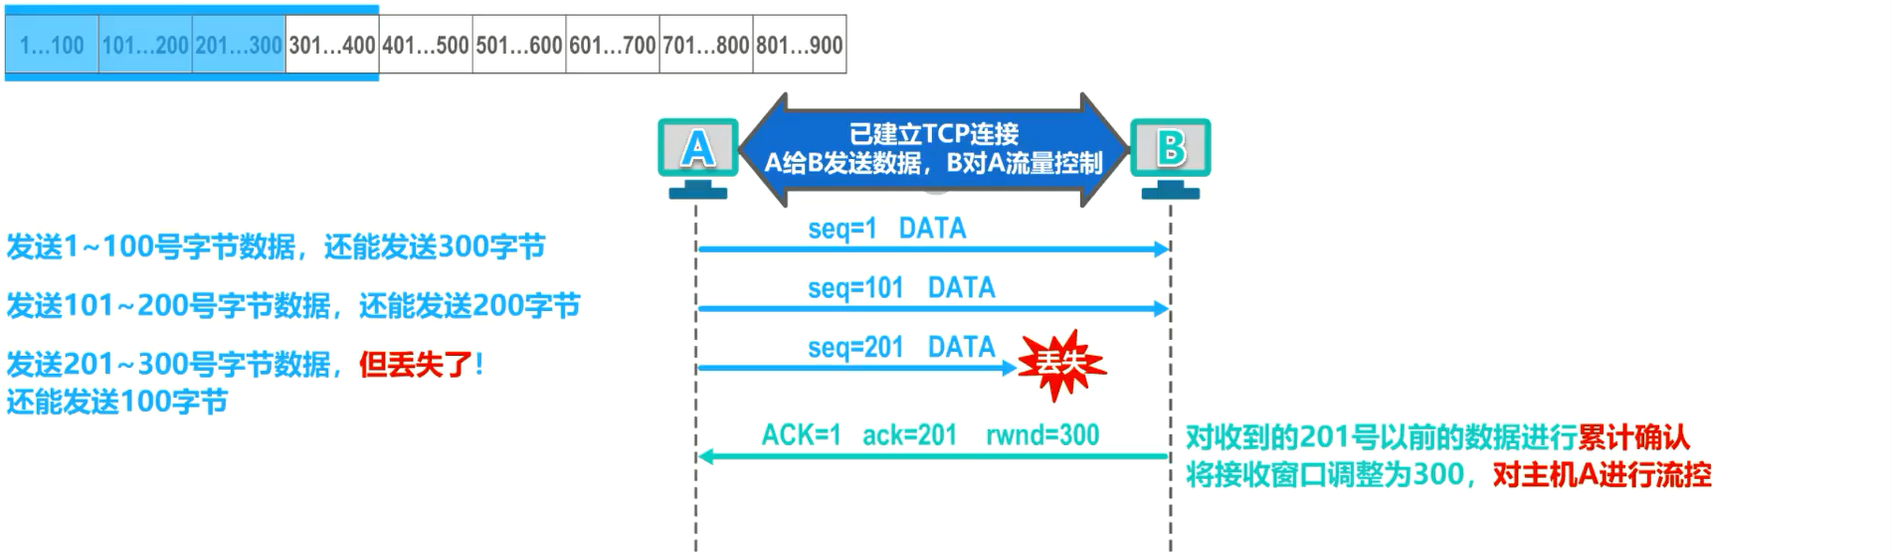 1...100 101...200 201...300 301...400 401...500 501...600 601...700 701...800 801...900
A
已建立TCP连接
A给B发送数据，B对A流量控制
B
发送1~100号字节数据，还能发送300字节
seq=1 DATA
发送101~200号字节数据，还能发送200字节
seq=101 DATA
发送201~300号字节数据，但丢失了！
还能发送100字节
seq=201 DATA
丢失
ACK=1 ack=201 rwnd=300
对收到的201号以前的数据进行累计确认
将接收窗口调整为300，对主机A进行流控